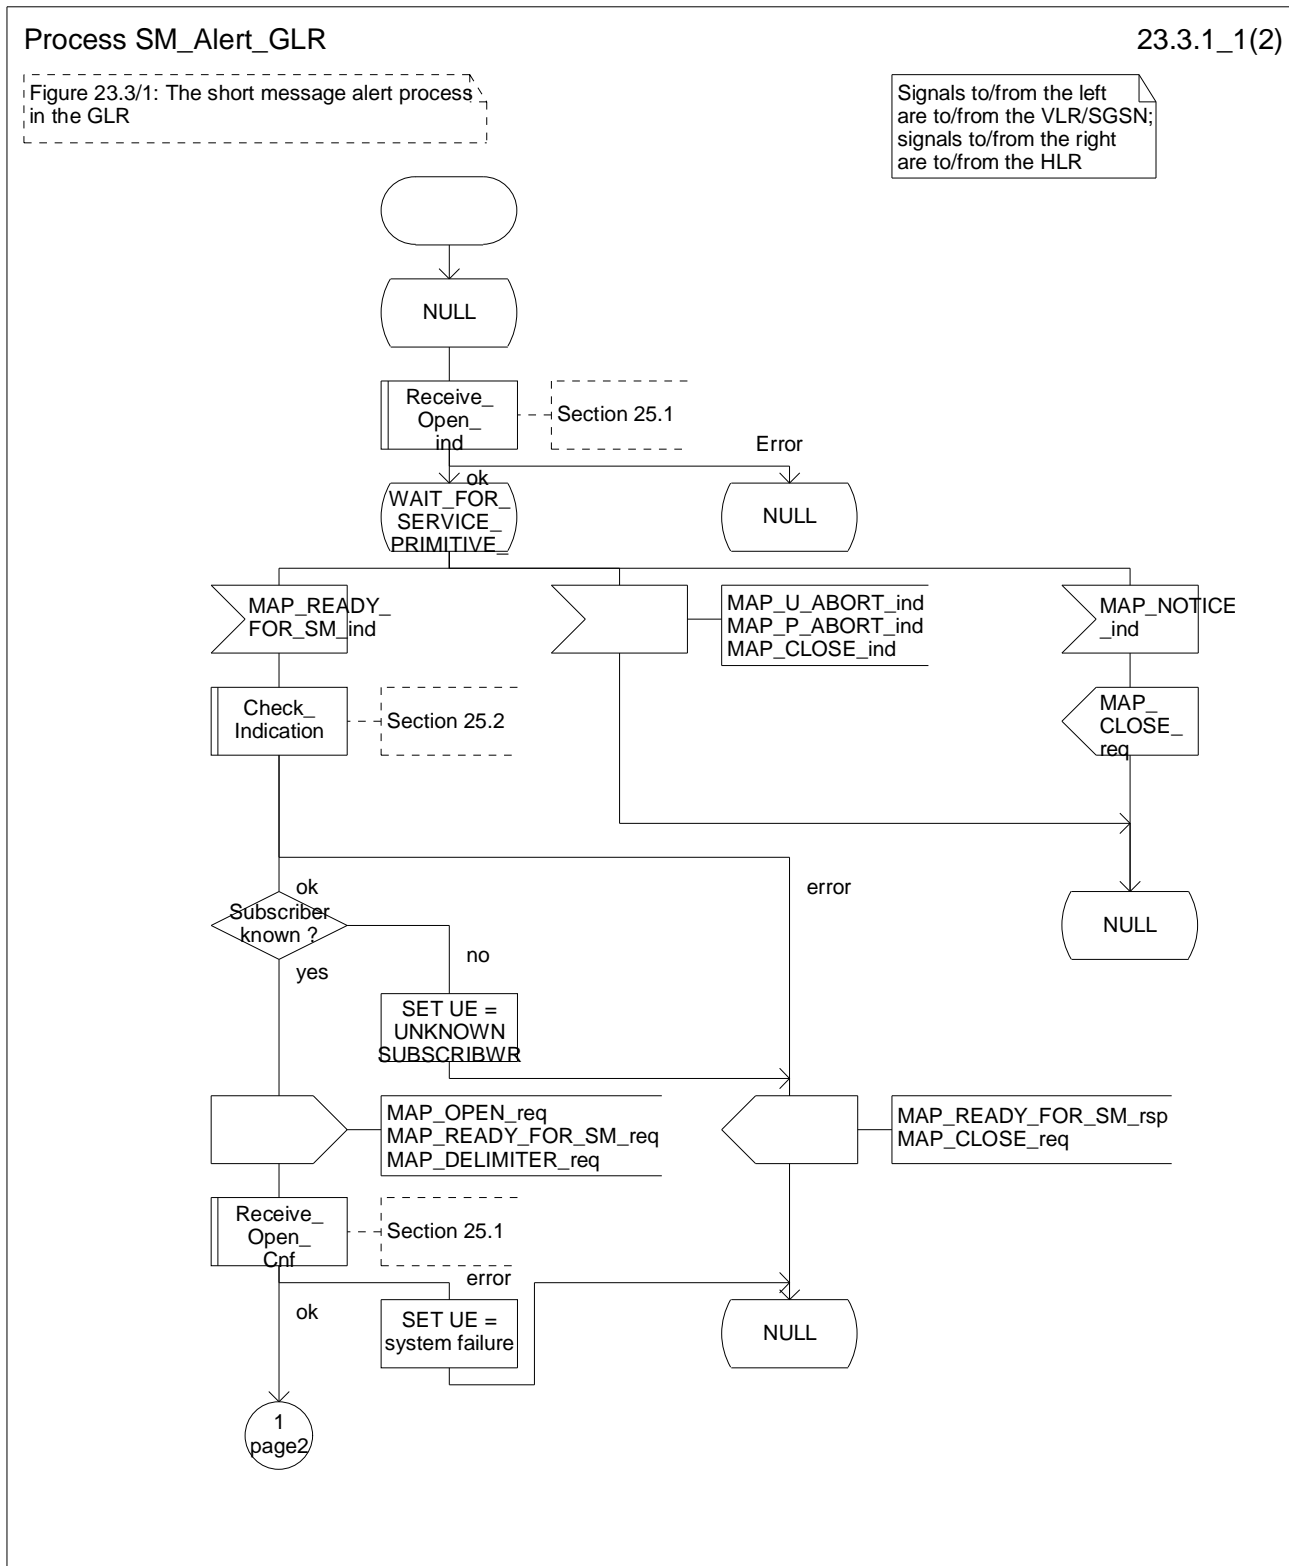 Process SM_Alert_GLR
23.3.1_1(2)
Figure 23.3/1: The short message alert process
in the GLR
Signals to/from the left
are to/from the VLR/SGSN;
signals to/from the right
are to/from the HLR
NULL
Receive_
Open_
ind
Section 25.1
Error
ok
WAIT_FOR_
SERVICE_
PRIMITIVE_
NULL
MAP_READY_
FOR_SM_ind
MAP_U_ABORT_ind
MAP_P_ABORT_ind
MAP_CLOSE_ind
MAP_NOTICE
_ind
Check_
Indication
Section 25.2
MAP_
CLOSE_
req
ok
error
Subscriber
known ?
NULL
no
yes
SET UE =
UNKNOWN
SUBSCRIBWR
MAP_OPEN_req
MAP_READY_FOR_SM_req
MAP_DELIMITER_req
MAP_READY_FOR_SM_rsp
MAP_CLOSE_req
Receive_
Open_
Cnf
Section 25.1
error
ok
SET UE =
system failure
NULL
1
page2